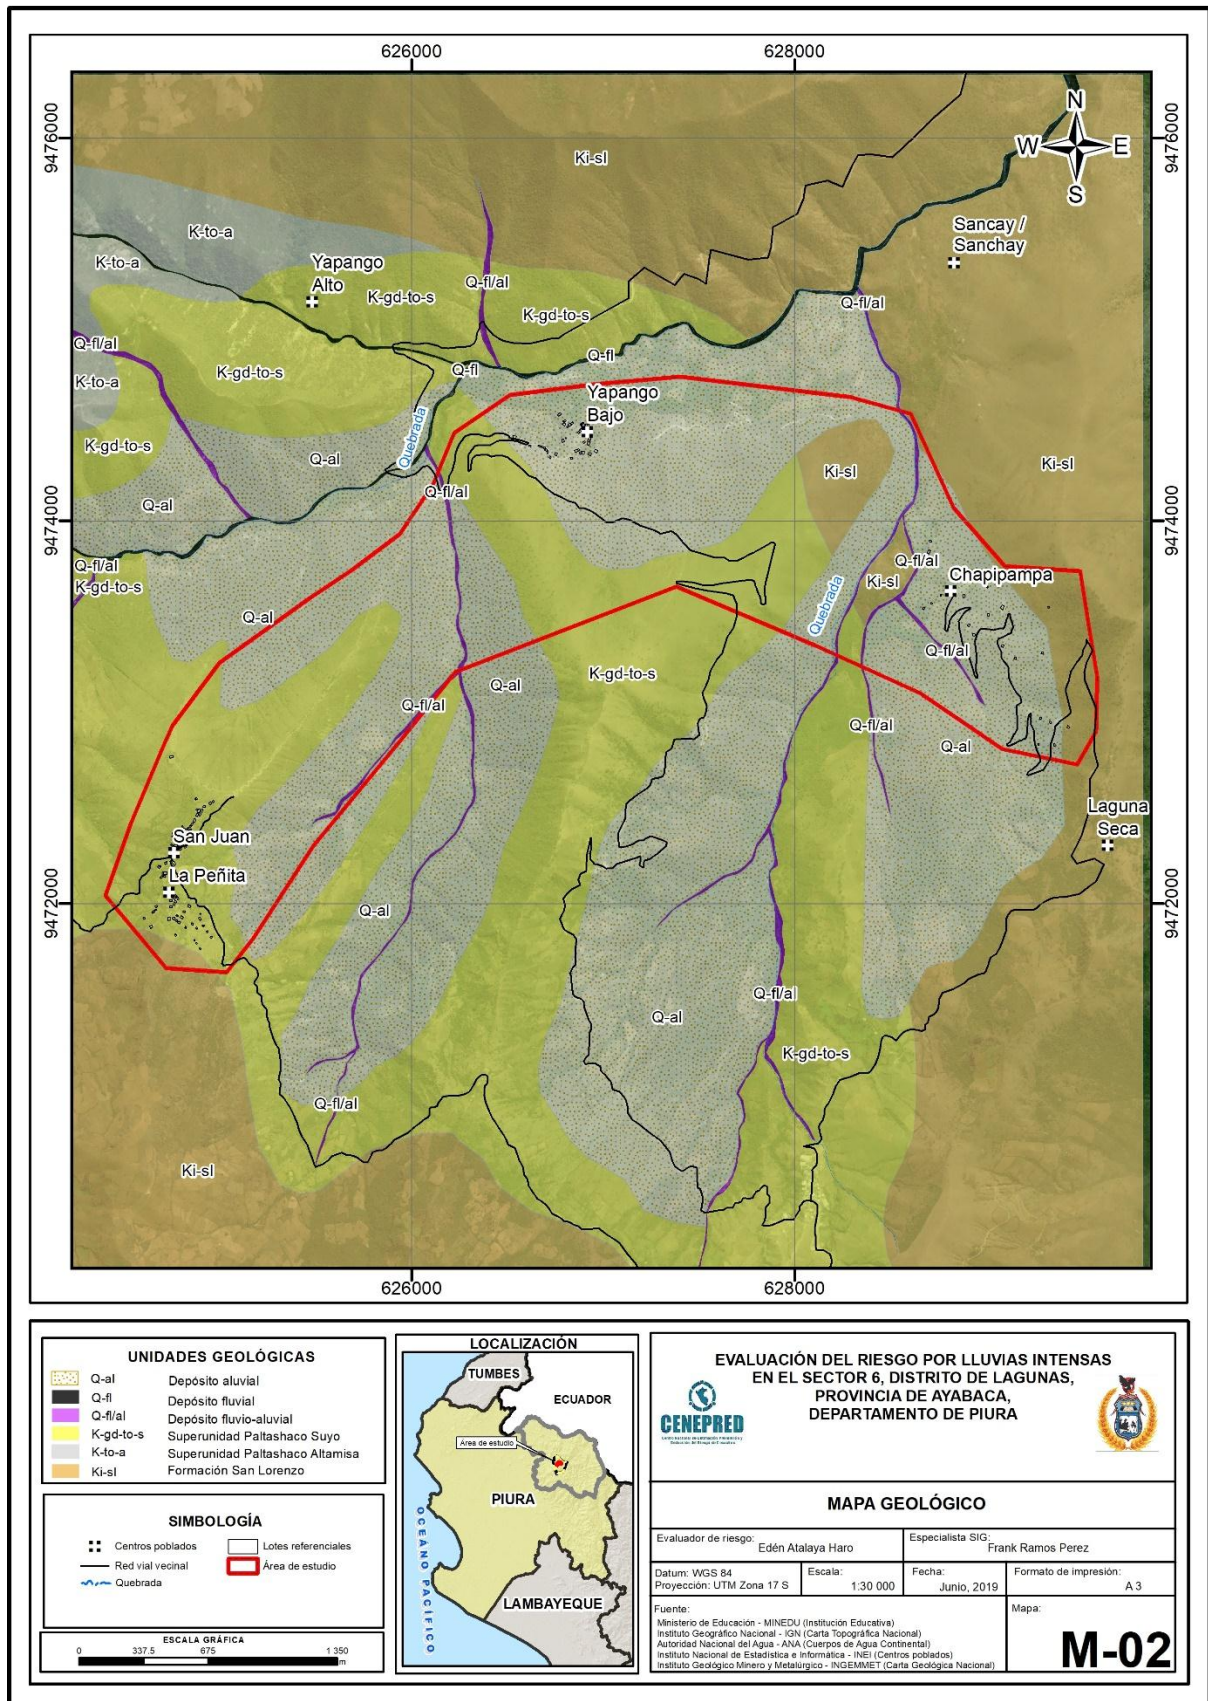 626000
628000
9476000
9476000
N
W
E
S
Ki-sl
Sancay /
Sanchay
K-to-a
K-to-a
Yapango
Alto
K-gd-to-s
Q-fl/al
K-gd-to-s
Q-fl/al
Q-fl/al
K-to-a
K-gd-to-s
Q-fl
Q-fl
Yapango
Bajo
Quebrada
K-gd-to-s
Q-al
Q-al
Q-fl/al
Ki-sl
Ki-sl
9474000
9474000
Q-fl/al
K-gd-to-s
Q-fl/al
Ki-sl
Chapipampa
Quebrada
Q-al
Q-fl/al
K-gd-to-s
Q-al
Q-fl/al
Q-fl/al
Q-al
Laguna
Seca
San Juan
La Peñita
9472000
9472000
Q-al
Q-fl/al
Q-al
K-gd-to-s
Q-fl/al
Ki-sl
626000
628000
UNIDADES GEOLÓGICAS
Q-al Depósito aluvial
Q-fl Depósito fluvial
Q-fl/al Depósito fluvio-aluvial
K-gd-to-s Superunidad Paltashaco Suyo
K-to-a Superunidad Paltashaco Altamisa
Ki-sl Formación San Lorenzo
SIMBOLOGÍA
Centros poblados
Lotes referenciales
Red vial vecinal
Área de estudio
Quebrada
ESCALA GRÁFICA
0 337.5 675 1 350
m
LOCALIZACIÓN
TUMBES
ECUADOR
Área de estudio
PIURA
OCEÁNO PACÍFICO
LAMBAYEQUE
EVALUACIÓN DEL RIESGO POR LLUVIAS INTENSAS
EN EL SECTOR 6, DISTRITO DE LAGUNAS,
PROVINCIA DE AYABACA,
DEPARTAMENTO DE PIURA
CENEPRED
MAPA GEOLÓGICO
Evaluador de riesgo:
Edén Atalaya Haro
Especialista SIG:
Frank Ramos Perez
Datum: WGS 84
Proyección: UTM Zona 17 S
Escala:
1:30 000
Fecha:
Junio, 2019
Formato de impresión:
A 3
Fuente:
Ministerio de Educación - MINEDU (Institución Educativa)
Instituto Geográfico Nacional - IGN (Carta Topográfica Nacional)
Autoridad Nacional del Agua - ANA (Cuerpos de Agua Continental)
Instituto Nacional de Estadística e Informática - INEI (Centros poblados)
Instituto Geológico Minero y Metalúrgico - INGEMMET (Carta Geológica Nacional)
Mapa:
M-02